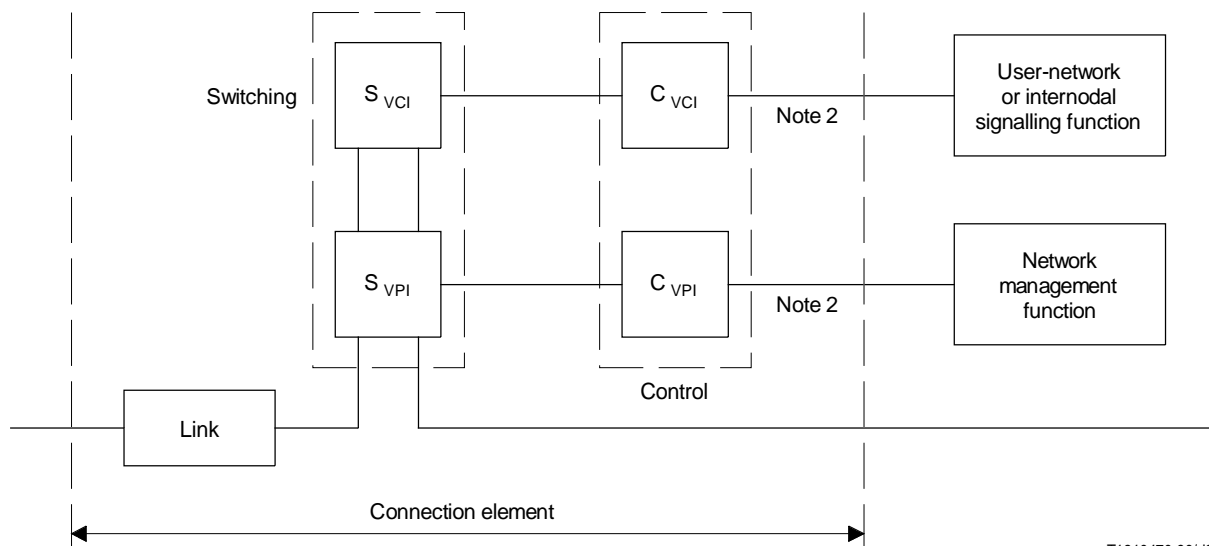 Switching
S VCI
C VCI
Note 2
User-network
or internodal
signalling function
S VPI
C VPI
Note 2
Network
management
function
Control
Link
Connection element